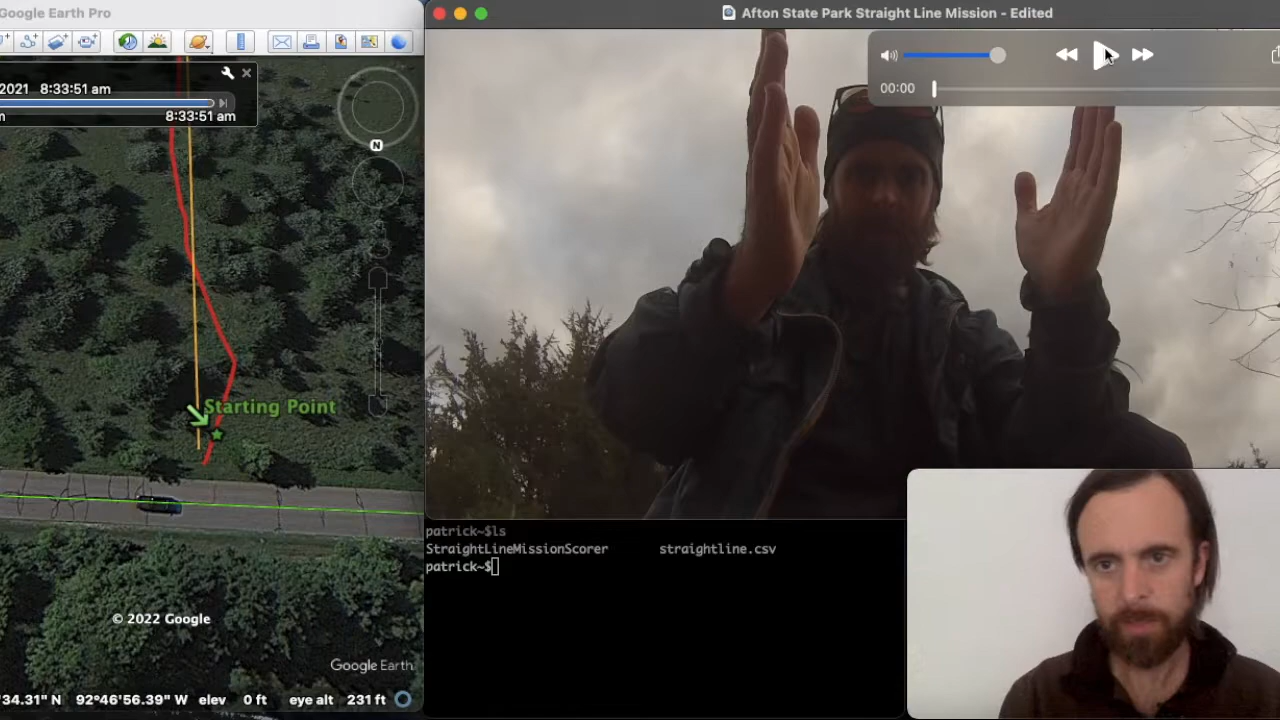 Google Earth Pro
2021 8:33:51 am
8:33:51 am
N
Starting Point
© 2022 Google
Google Earth
'34.31" N 92°46'56.39" W elev 0 ft eye alt 231 ft
Afton State Park Straight Line Mission - Edited
00:00
patrick~$ls
StraightLineMissionScorer straightline.csv
patrick~$